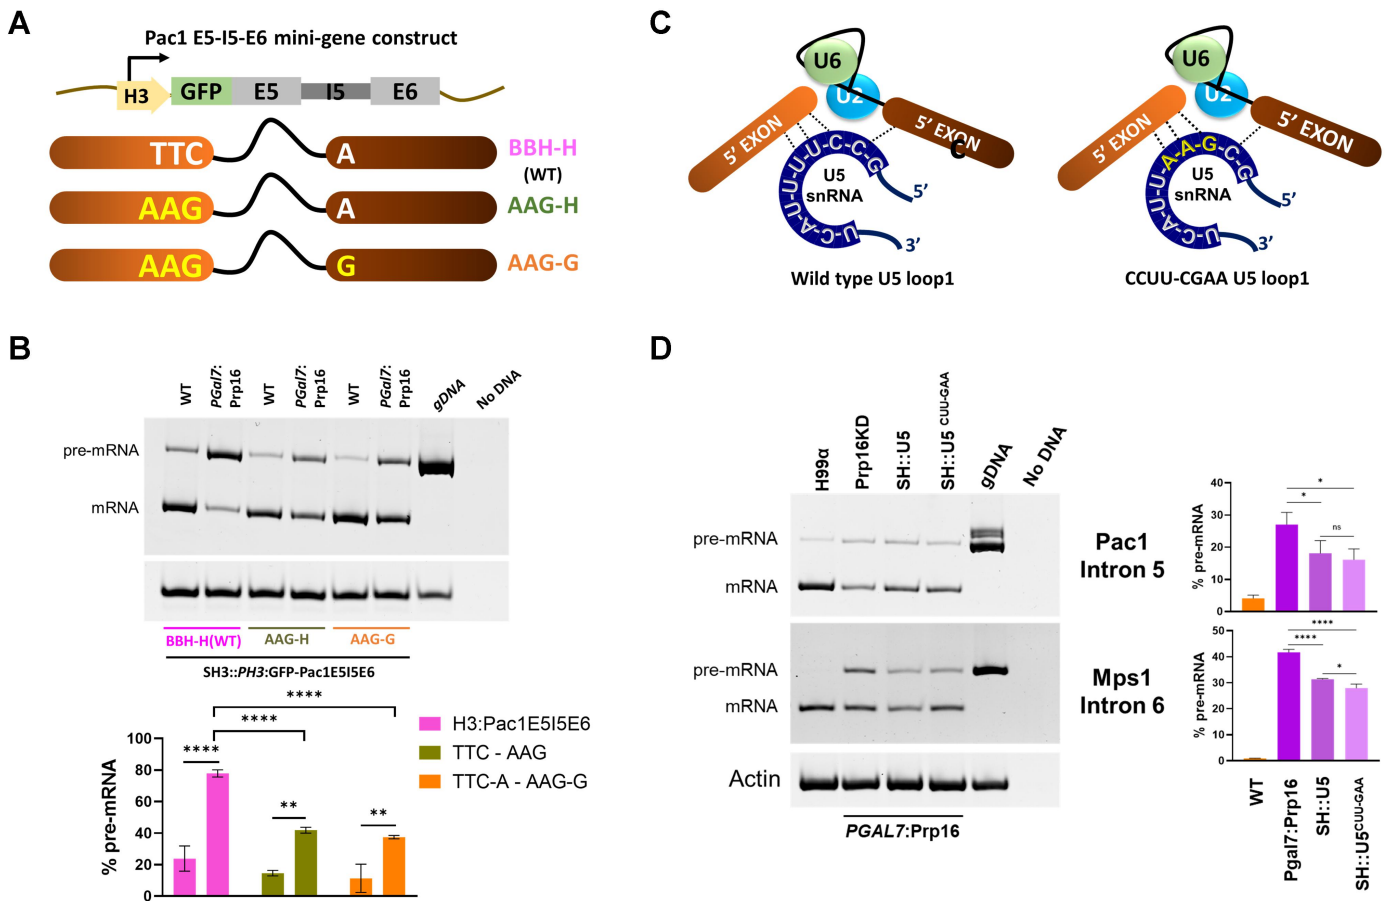 A
Pac1 E5-I5-E6 mini-gene construct
H3
GFP
E5
I5
E6
TTC
A
BBH-H
(WT)
AAG
A
AAG-H
AAG
G
AAG-G
B
WT
PGal7:
Prp16
WT
PGal7:
Prp16
WT
PGal7:
Prp16
gDNA
No DNA
pre-mRNA
mRNA
BBH-H(WT)
AAG-H
AAG-G
SH3::PH3:GFP-Pac1E5I5E6
****
****
****
**
**
H3:Pac1E5I5E6
TTC - AAG
TTC-A - AAG-G
% pre-mRNA
100
80
60
40
20
0
C
U6
U2
5' EXON
5' EXON
C
U-C-A-U-U-U-U-C-C-G
U5
snRNA
5'
3'
Wild type U5 loop1
U6
U2
5' EXON
5' EXON
U-C-A-U-U-A-A-G-C-G
U5
snRNA
5'
3'
CCUU-CGAA U5 loop1
D
H99α
Prp16KD
SH::U5
SH::U5 CUU-GAA
gDNA
No DNA
pre-mRNA
mRNA
Pac1
Intron 5
pre-mRNA
mRNA
Mps1
Intron 6
Actin
PGAL7:Prp16
% pre-mRNA
40
30
20
10
0
*
*
ns
% pre-mRNA
50
40
30
20
10
0
****
****
*
WT
Pgal7:Prp16
SH::U5
SH::U5CUU-GAA